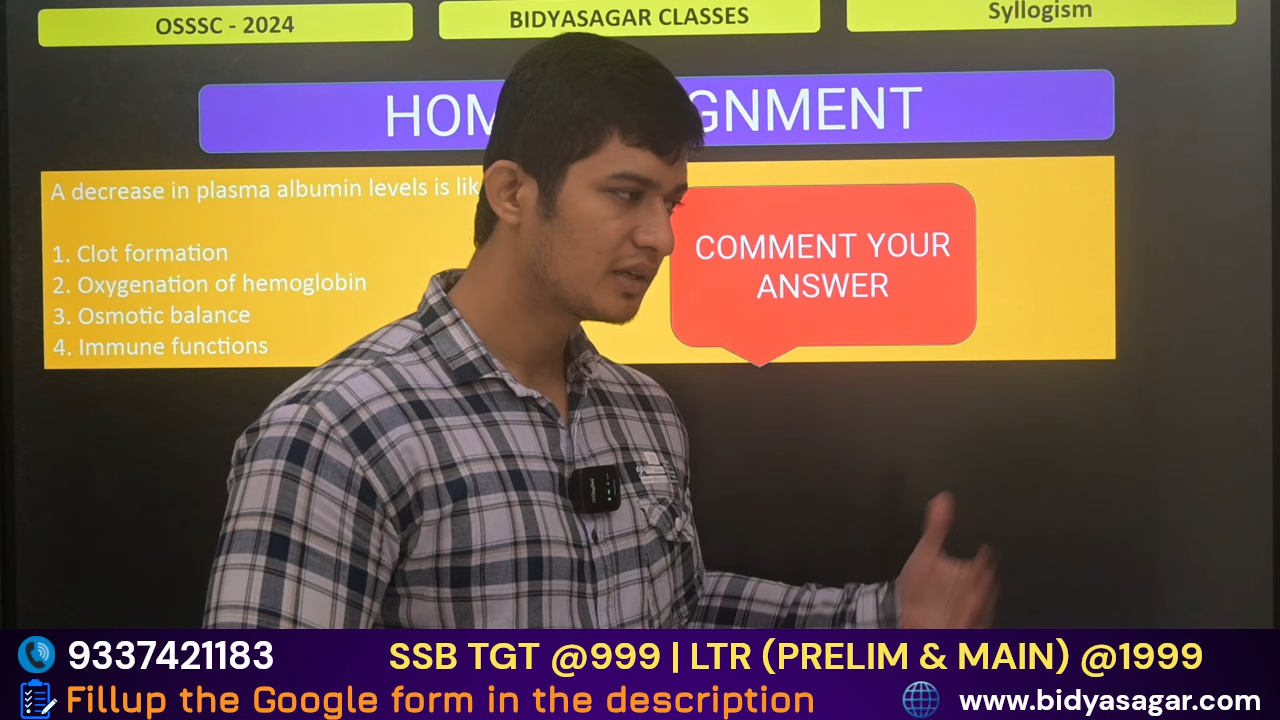 OSSSC - 2024
BIDYASAGAR CLASSES
Syllogism
HOM GNMENT
A decrease in plasma albumin levels is lik
1. Clot formation
2. Oxygenation of hemoglobin
3. Osmotic balance
4. Immune functions
COMMENT YOUR
ANSWER
9337421183
SSB TGT @999 | LTR (PRELIM & MAIN) @1999
Fillup the Google form in the description
www.bidyasagar.com